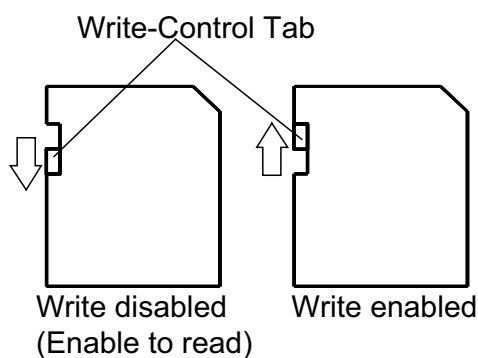 Write-Control Tab
Write disabled
(Enable to read)
Write enabled